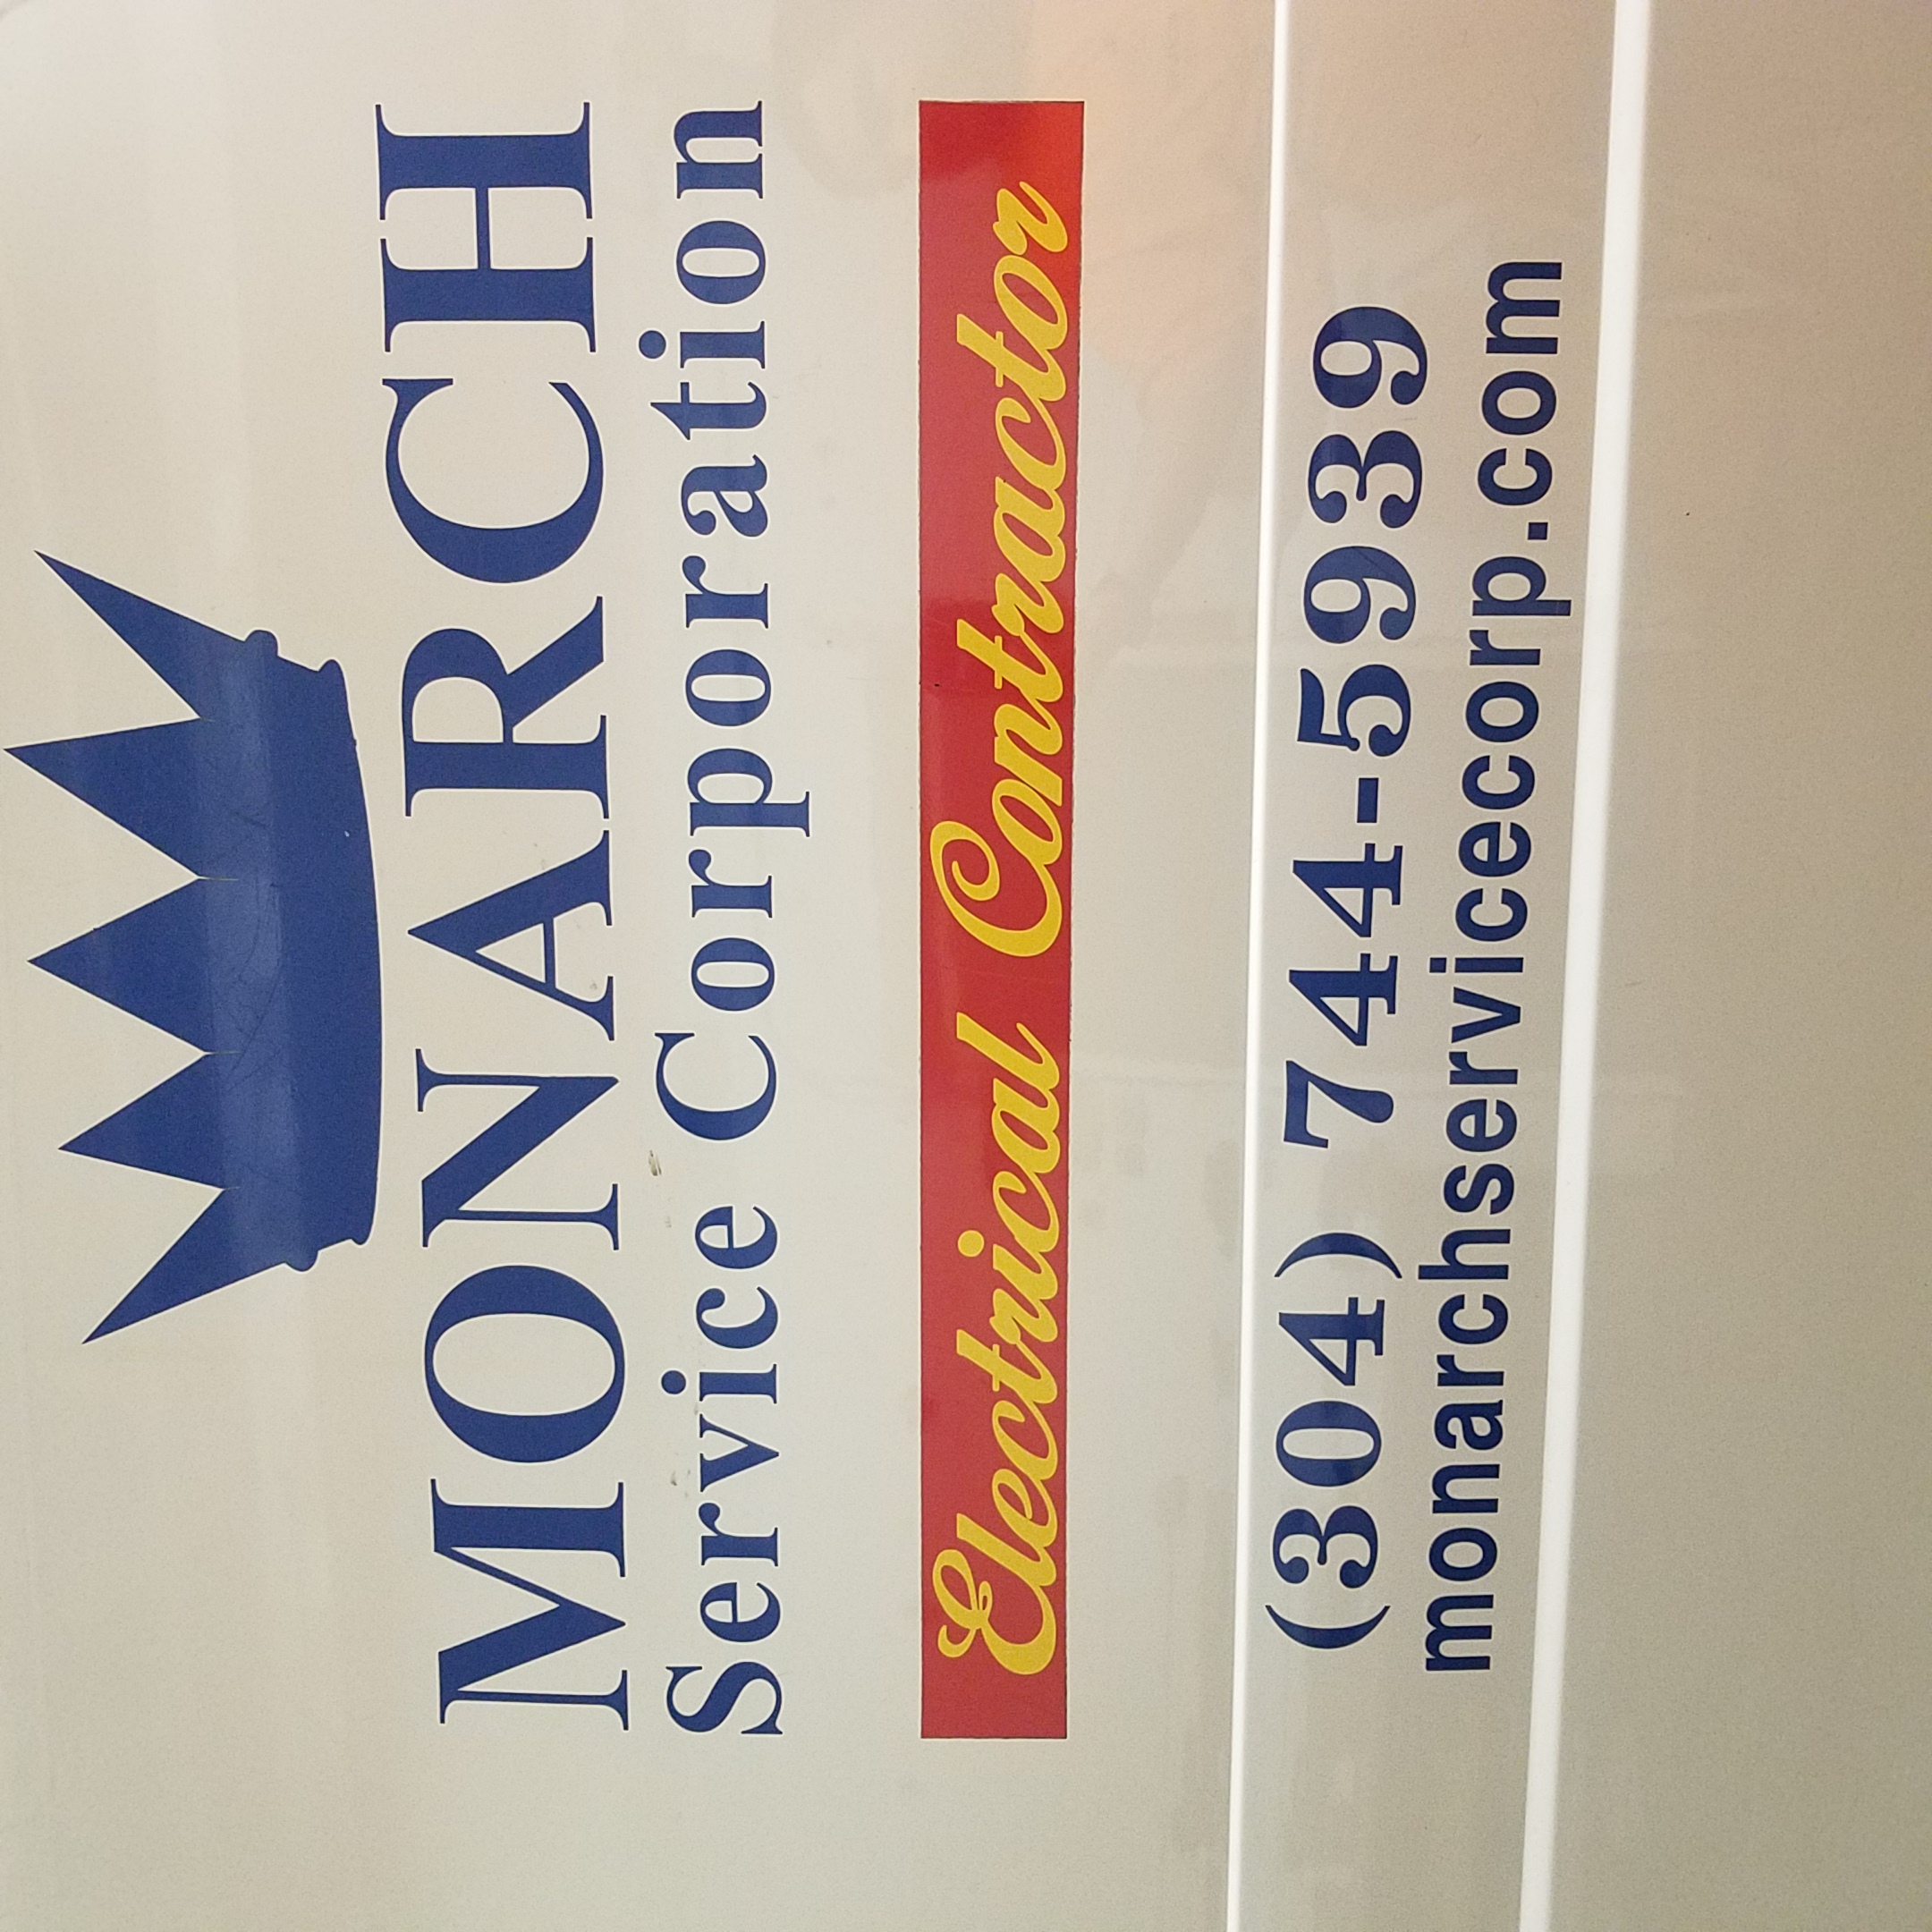 MONARCH
Service Corporation
Electrical Contractor
(304) 744-5939
monarchservicecorp.com